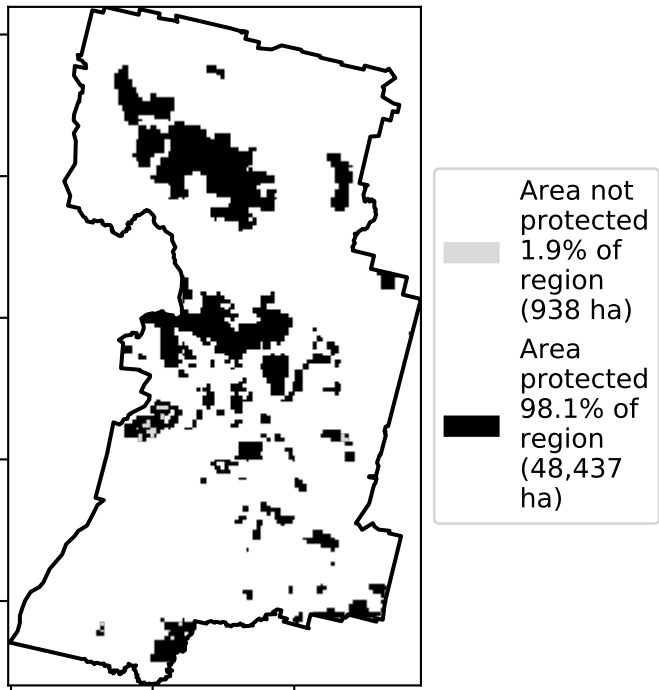 Area not
protected
1.9% of
region
(938 ha)
Area
protected
98.1% of
region
(48,437
ha)